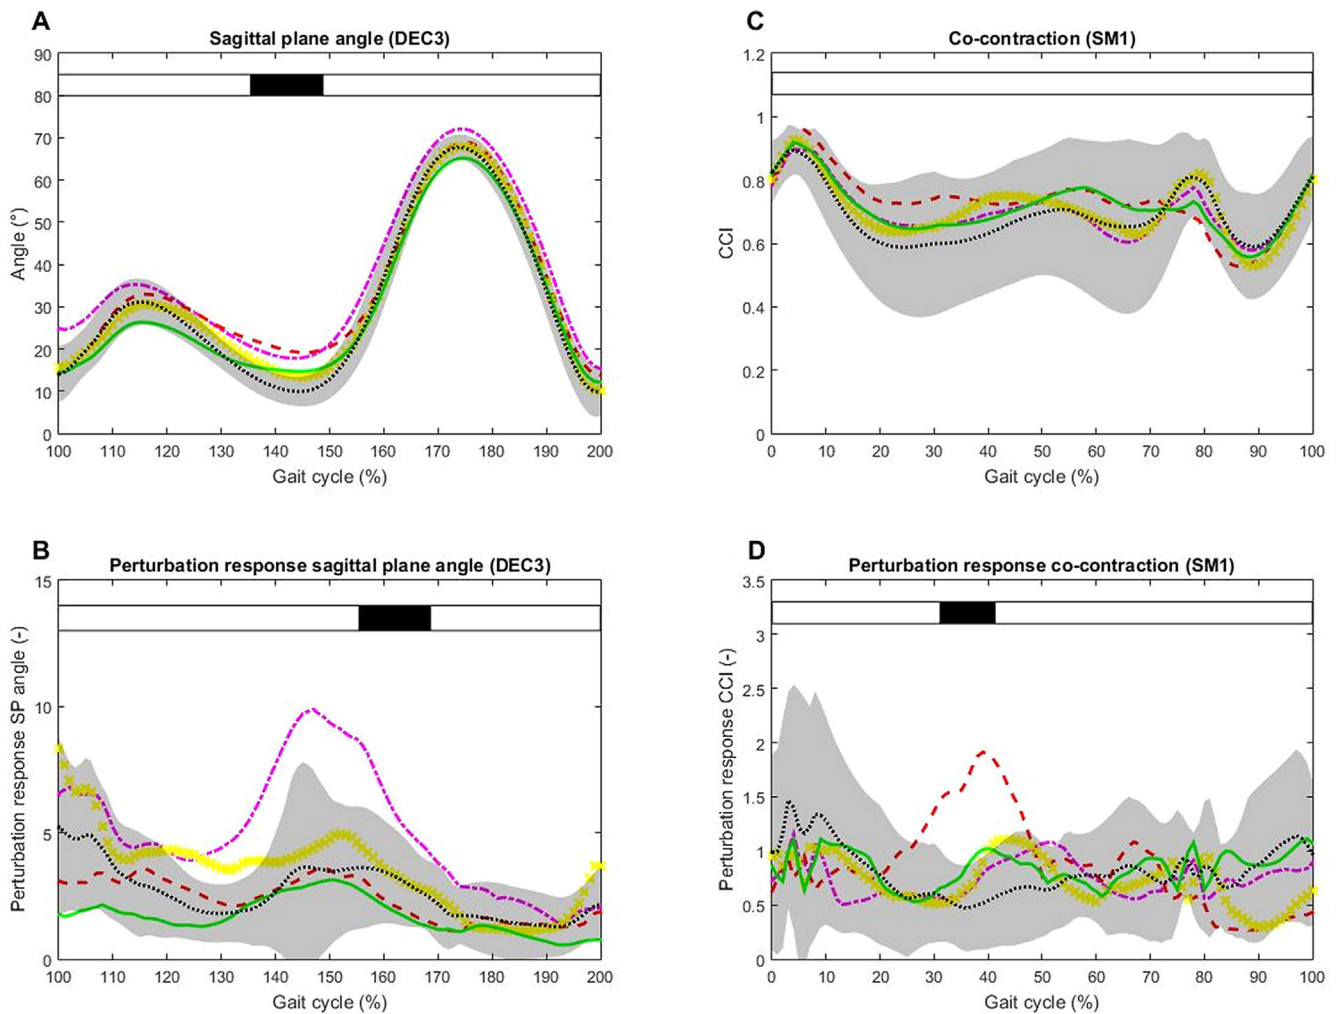 A
Sagittal plane angle (DEC3)
90
80
70
60
50
40
30
20
10
0
Angle (°)
100 110 120 130 140 150 160 170 180 190 200
Gait cycle (%)
C
Co-contraction (SM1)
1.2
1
0.8
0.6
0.4
0.2
0
CCI
0 10 20 30 40 50 60 70 80 90 100
Gait cycle (%)
B
Perturbation response sagittal plane angle (DEC3)
15
10
5
0
Perturbation response SP angle (-)
100 110 120 130 140 150 160 170 180 190 200
Gait cycle (%)
D
Perturbation response co-contraction (SM1)
3.5
3
2.5
2
1.5
1
0.5
0
Perturbation response CCI (-)
0 10 20 30 40 50 60 70 80 90 100
Gait cycle (%)